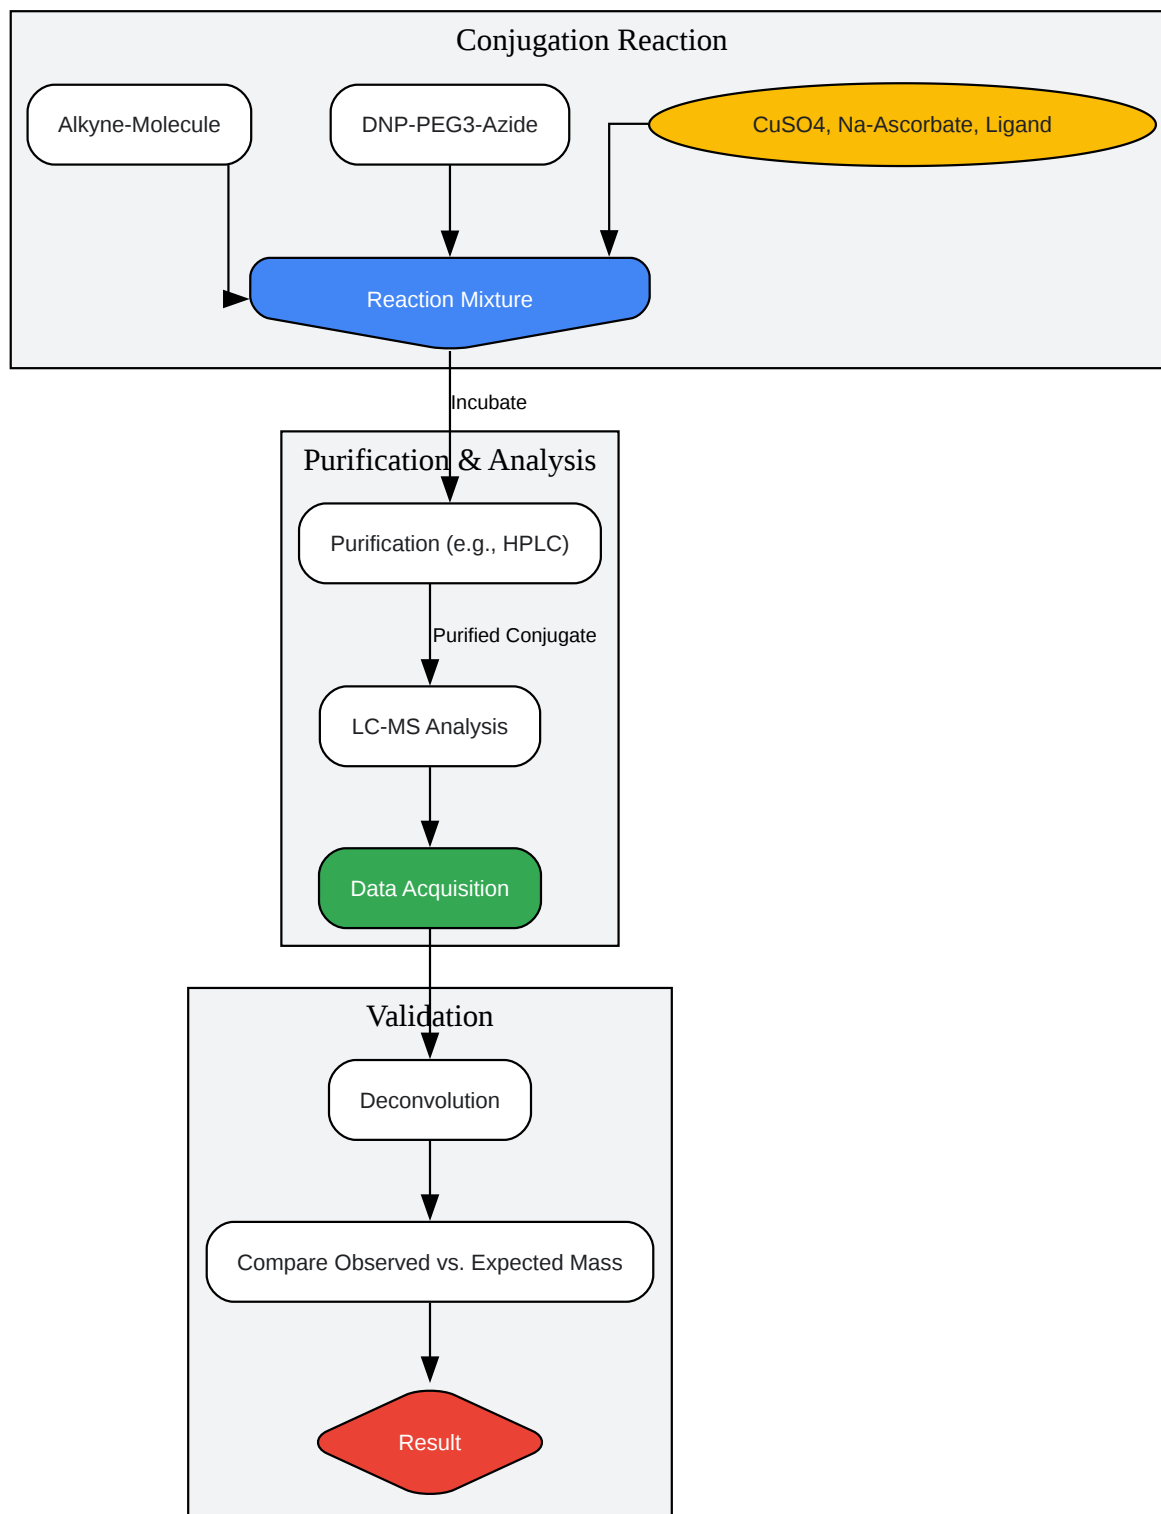 Conjugation Reaction
Alkyne-Molecule
DNP-PEG3-Azide
CuSO4, Na-Ascorbate, Ligand
Reaction Mixture
Incubate
Purification & Analysis
Purification (e.g., HPLC)
Purified Conjugate
LC-MS Analysis
Data Acquisition
Validation
Deconvolution
Compare Observed vs. Expected Mass
Result